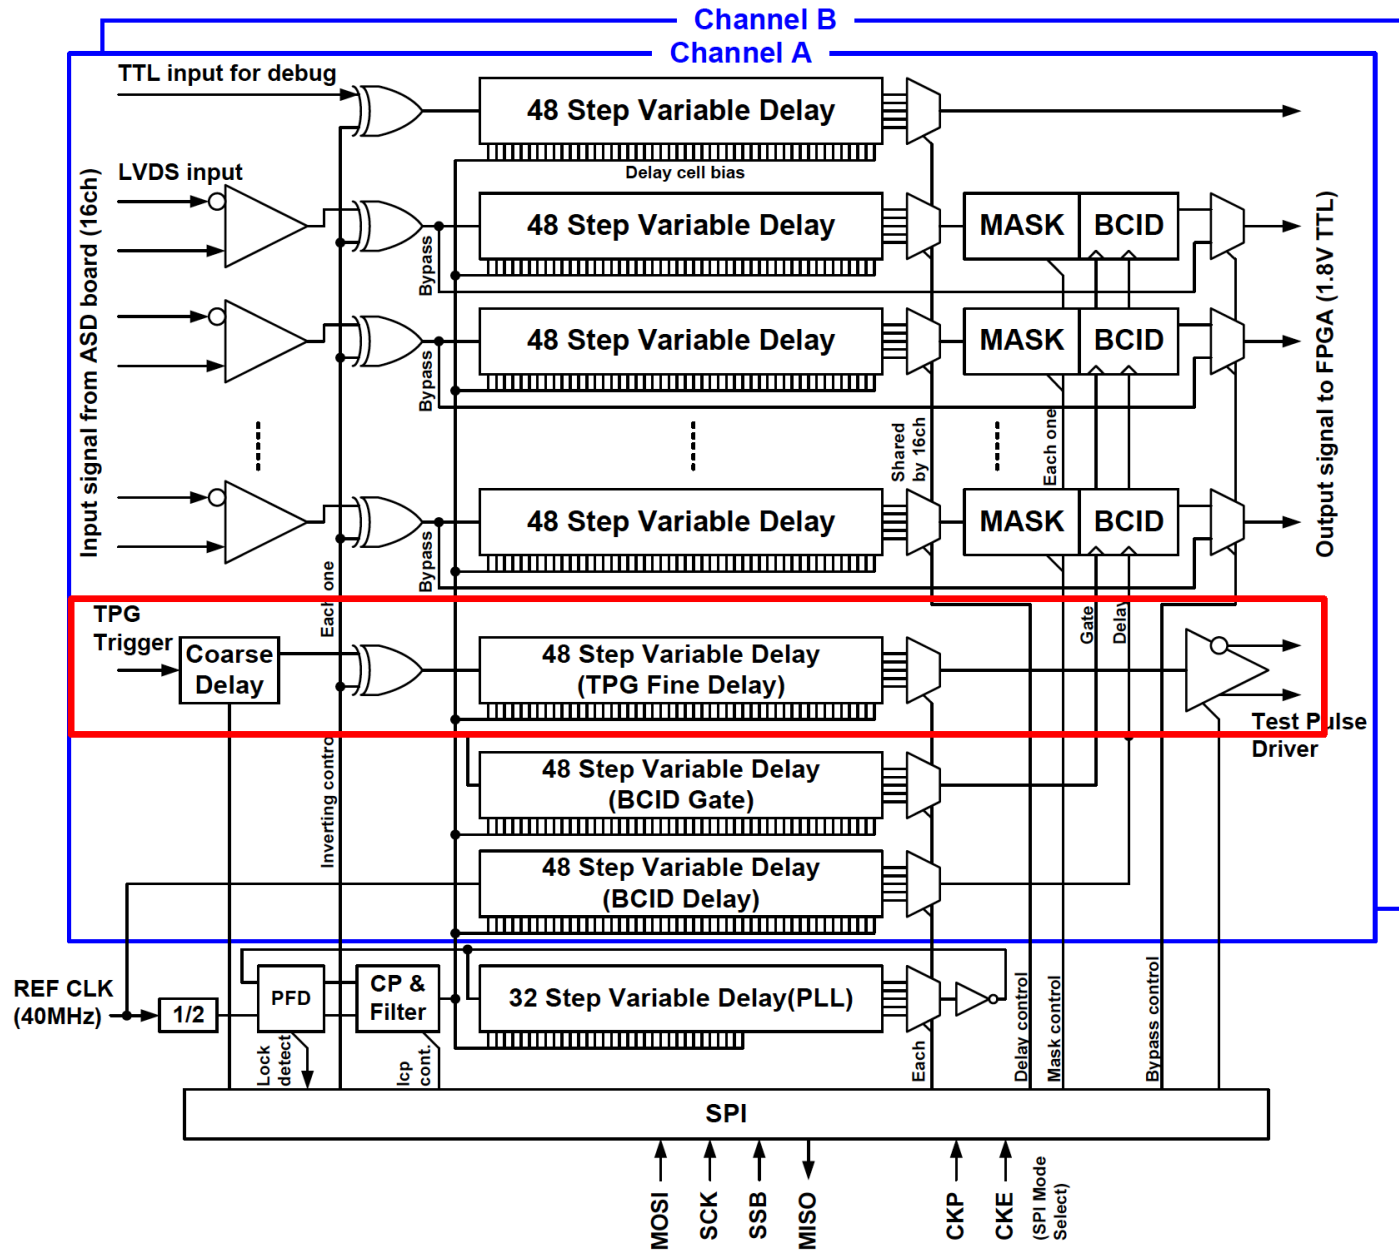 Channel B
Channel A
TTL input for debug
48 Step Variable Delay
Delay cell bias
Input signal from ASD board (16ch)
LVDS input
Bypass
48 Step Variable Delay
MASK
BCID
Output signal to FPGA (1.8V TTL)
Bypass
48 Step Variable Delay
MASK
BCID
Shared
by 16ch
Each one
Bypass
48 Step Variable Delay
MASK
BCID
Each one
TPG
Trigger
Coarse
Delay
48 Step Variable Delay
(TPG Fine Delay)
Gate
Delay
Test Pulse
Driver
Inverting control
48 Step Variable Delay
(BCID Gate)
48 Step Variable Delay
(BCID Delay)
REF CLK
(40MHz)
1/2
PFD
CP &
Filter
32 Step Variable Delay(PLL)
Lock
detect
Icp
cont.
Each
Delay control
Mask control
Bypass control
SPI
MOSI
SCK
SSB
MISO
CKP
CKE
(SPI Mode
Select)